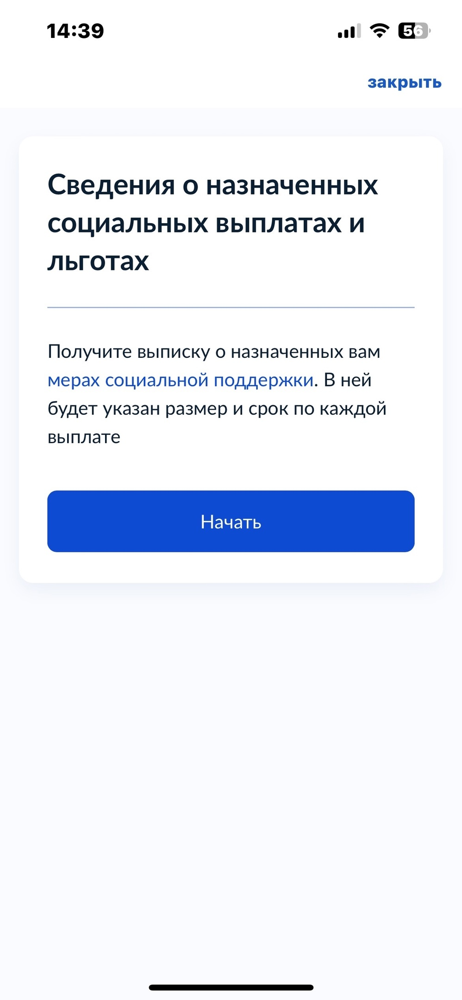 14:39
56
закрыть
Сведения о назначенных
социальных выплатах и
льготах
Получите выписку о назначенных вам
мерах социальной поддержки. В ней
будет указан размер и срок по каждой
выплате
Начать